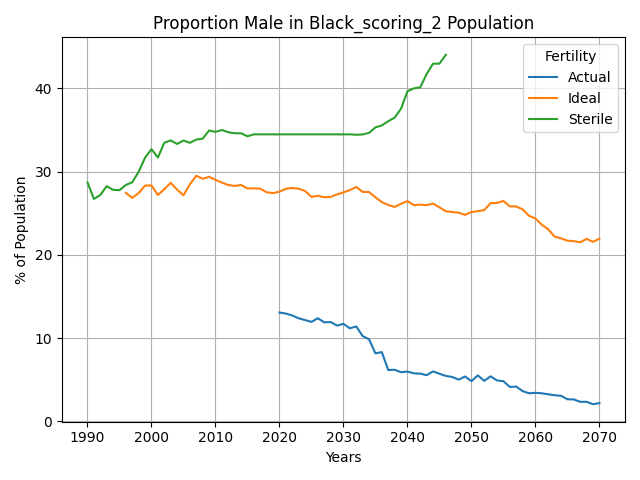 Proportion Male in Black_scoring_2 Population
Fertility
Actual
Ideal
Sterile
% of Population
40
30
20
10
0
1990 2000 2010 2020 2030 2040 2050 2060 2070
Years